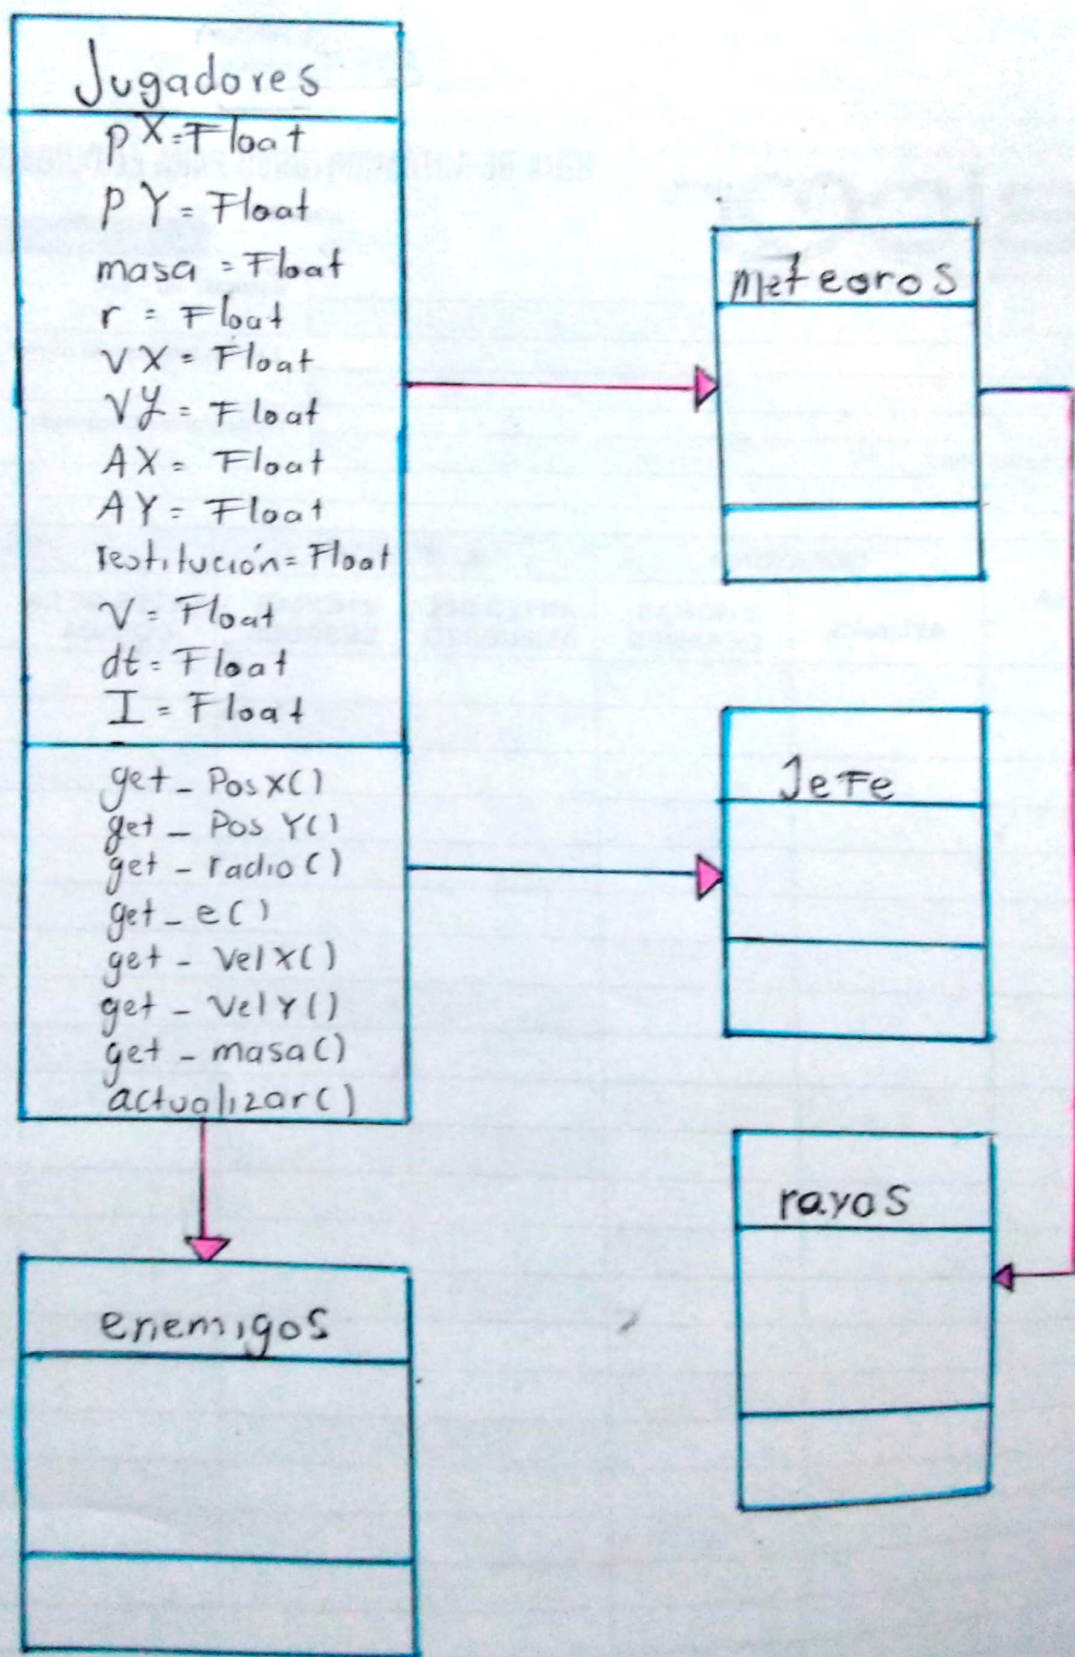 Jugadores
pX=Float
pY=Float
masa=Float
r=Float
VX=Float
VY=Float
AX=Float
AY=Float
restitución=Float
V=Float
dt=Float
I=Float
get_PosX()
get_PosY()
get_radio()
get_e()
get_VelX()
get_VelY()
get_masa()
actualizar()
meteoros
Jefe
rayos
enemigos